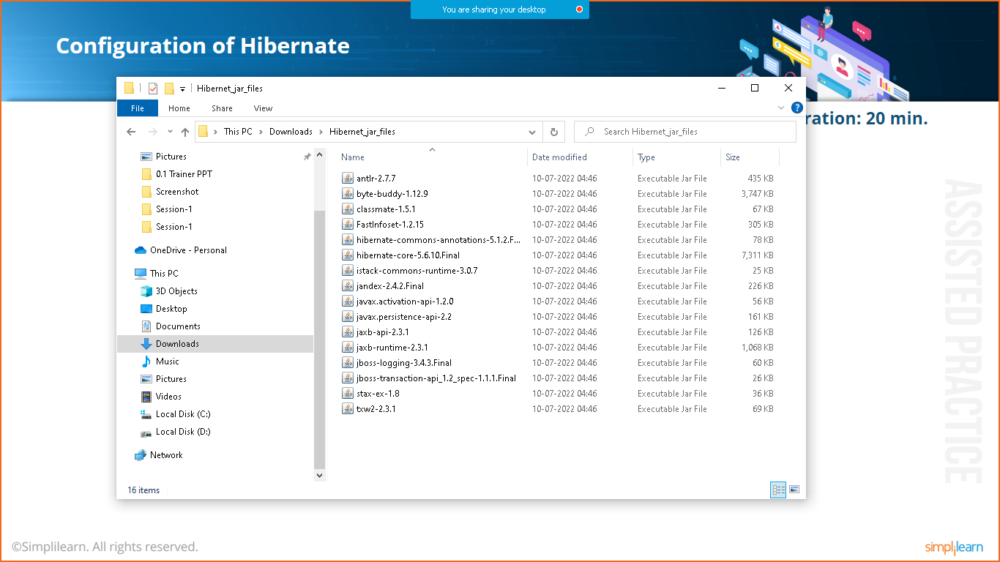 You are sharing your desktop
Configuration of Hibernate
ration: 20 min.
Hibernet_jar_files
File Home Share View
This PC Downloads Hibernet_jar_files
Search Hibernet_jar_files
Pictures
0.1 Trainer PPT
Screenshot
Session-1
Session-1
OneDrive - Personal
This PC
3D Objects
Desktop
Documents
Downloads
Music
Pictures
Videos
Local Disk (C:)
Local Disk (D:)
Network
Name Date modified Type Size
antlr-2.7.7 10-07-2022 04:46 Executable Jar File 435 KB
byte-buddy-1.12.9 10-07-2022 04:46 Executable Jar File 3,747 KB
classmate-1.5.1 10-07-2022 04:46 Executable Jar File 67 KB
FastInfoset-1.2.15 10-07-2022 04:46 Executable Jar File 305 KB
hibernate-commons-annotations-5.1.2.F... 10-07-2022 04:46 Executable Jar File 78 KB
hibernate-core-5.6.10.Final 10-07-2022 04:46 Executable Jar File 7,311 KB
istack-commons-runtime-3.0.7 10-07-2022 04:46 Executable Jar File 25 KB
jandex-2.4.2.Final 10-07-2022 04:46 Executable Jar File 226 KB
javax.activation-api-1.2.0 10-07-2022 04:46 Executable Jar File 56 KB
javax.persistence-api-2.2 10-07-2022 04:46 Executable Jar File 161 KB
jaxb-api-2.3.1 10-07-2022 04:46 Executable Jar File 126 KB
jaxb-runtime-2.3.1 10-07-2022 04:46 Executable Jar File 1,068 KB
jboss-logging-3.4.3.Final 10-07-2022 04:46 Executable Jar File 60 KB
jboss-transaction-api_1.2_spec-1.1.1.Final 10-07-2022 04:46 Executable Jar File 26 KB
stax-ex-1.8 10-07-2022 04:46 Executable Jar File 36 KB
txw2-2.3.1 10-07-2022 04:46 Executable Jar File 69 KB
16 items
ASSISTED PRACTICE
©Simplilearn. All rights reserved.
simplilearn